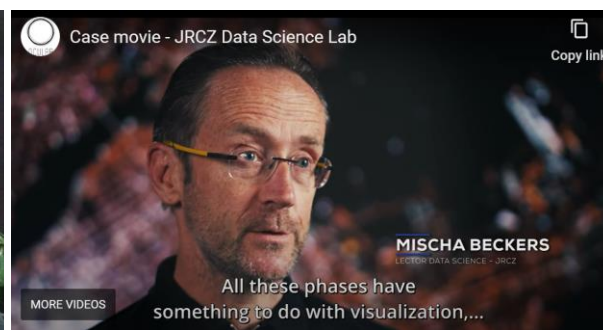 Case movie - JRCZ Data Science Lab
Copy link
MISCHA BECKERS
LECTOR DATA SCIENCE - JRCZ
All these phases have
something to do with visualization,...
MORE VIDEOS